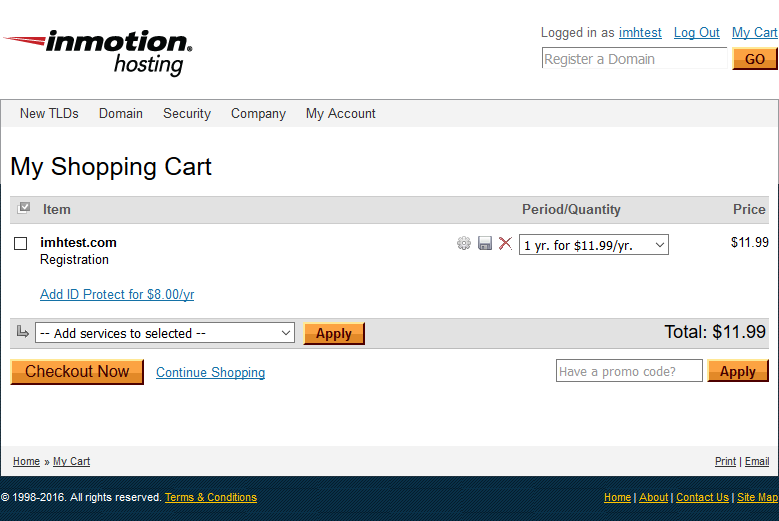 inmotion®
hosting
Logged in as imhtest Log Out My Cart
Register a Domain GO
New TLDs Domain Security Company My Account
My Shopping Cart
Item Period/Quantity Price
imhtest.com 1 yr. for $11.99/yr. $11.99
Registration
Add ID Protect for $8.00/yr
-- Add services to selected -- Apply Total: $11.99
Checkout Now Continue Shopping Have a promo code? Apply
Home » My Cart Print | Email
© 1998-2016. All rights reserved. Terms & Conditions Home | About | Contact Us | Site Map